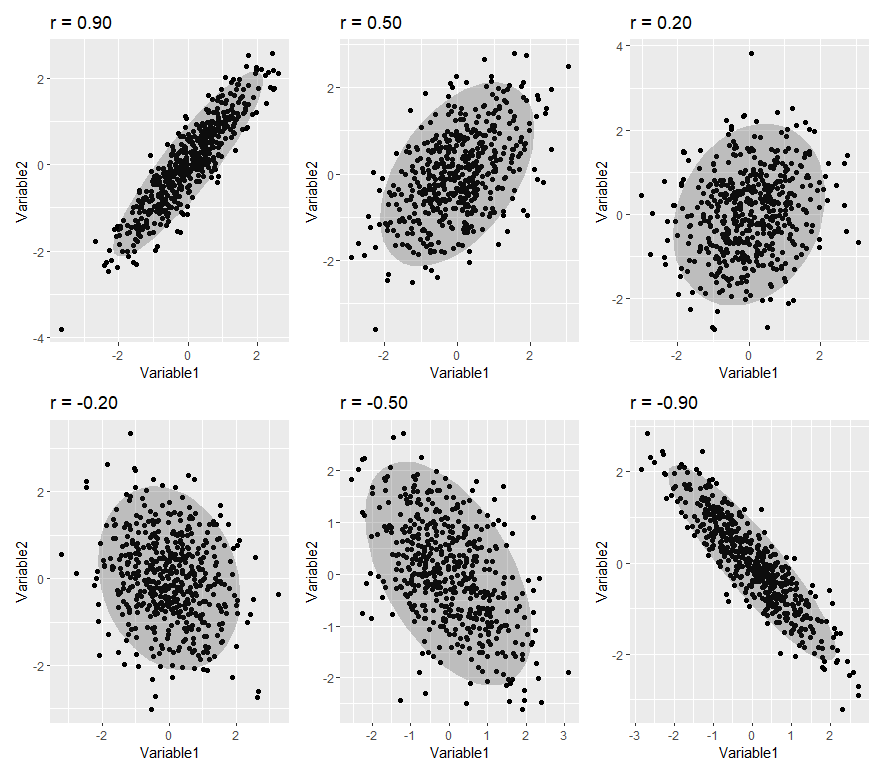 r = 0.90
r = 0.50
r = 0.20
2
0
-2
-4
Variable2
-2
0
2
Variable1
2
0
-2
Variable2
-2
0
2
Variable1
4
2
0
-2
Variable2
-2
0
2
Variable1
r = -0.20
r = -0.50
r = -0.90
2
0
-2
Variable2
-2
0
2
Variable1
2
1
0
-1
-2
Variable2
-2
-1
0
1
2
3
Variable1
2
0
-2
Variable2
-3
-2
-1
0
1
2
Variable1